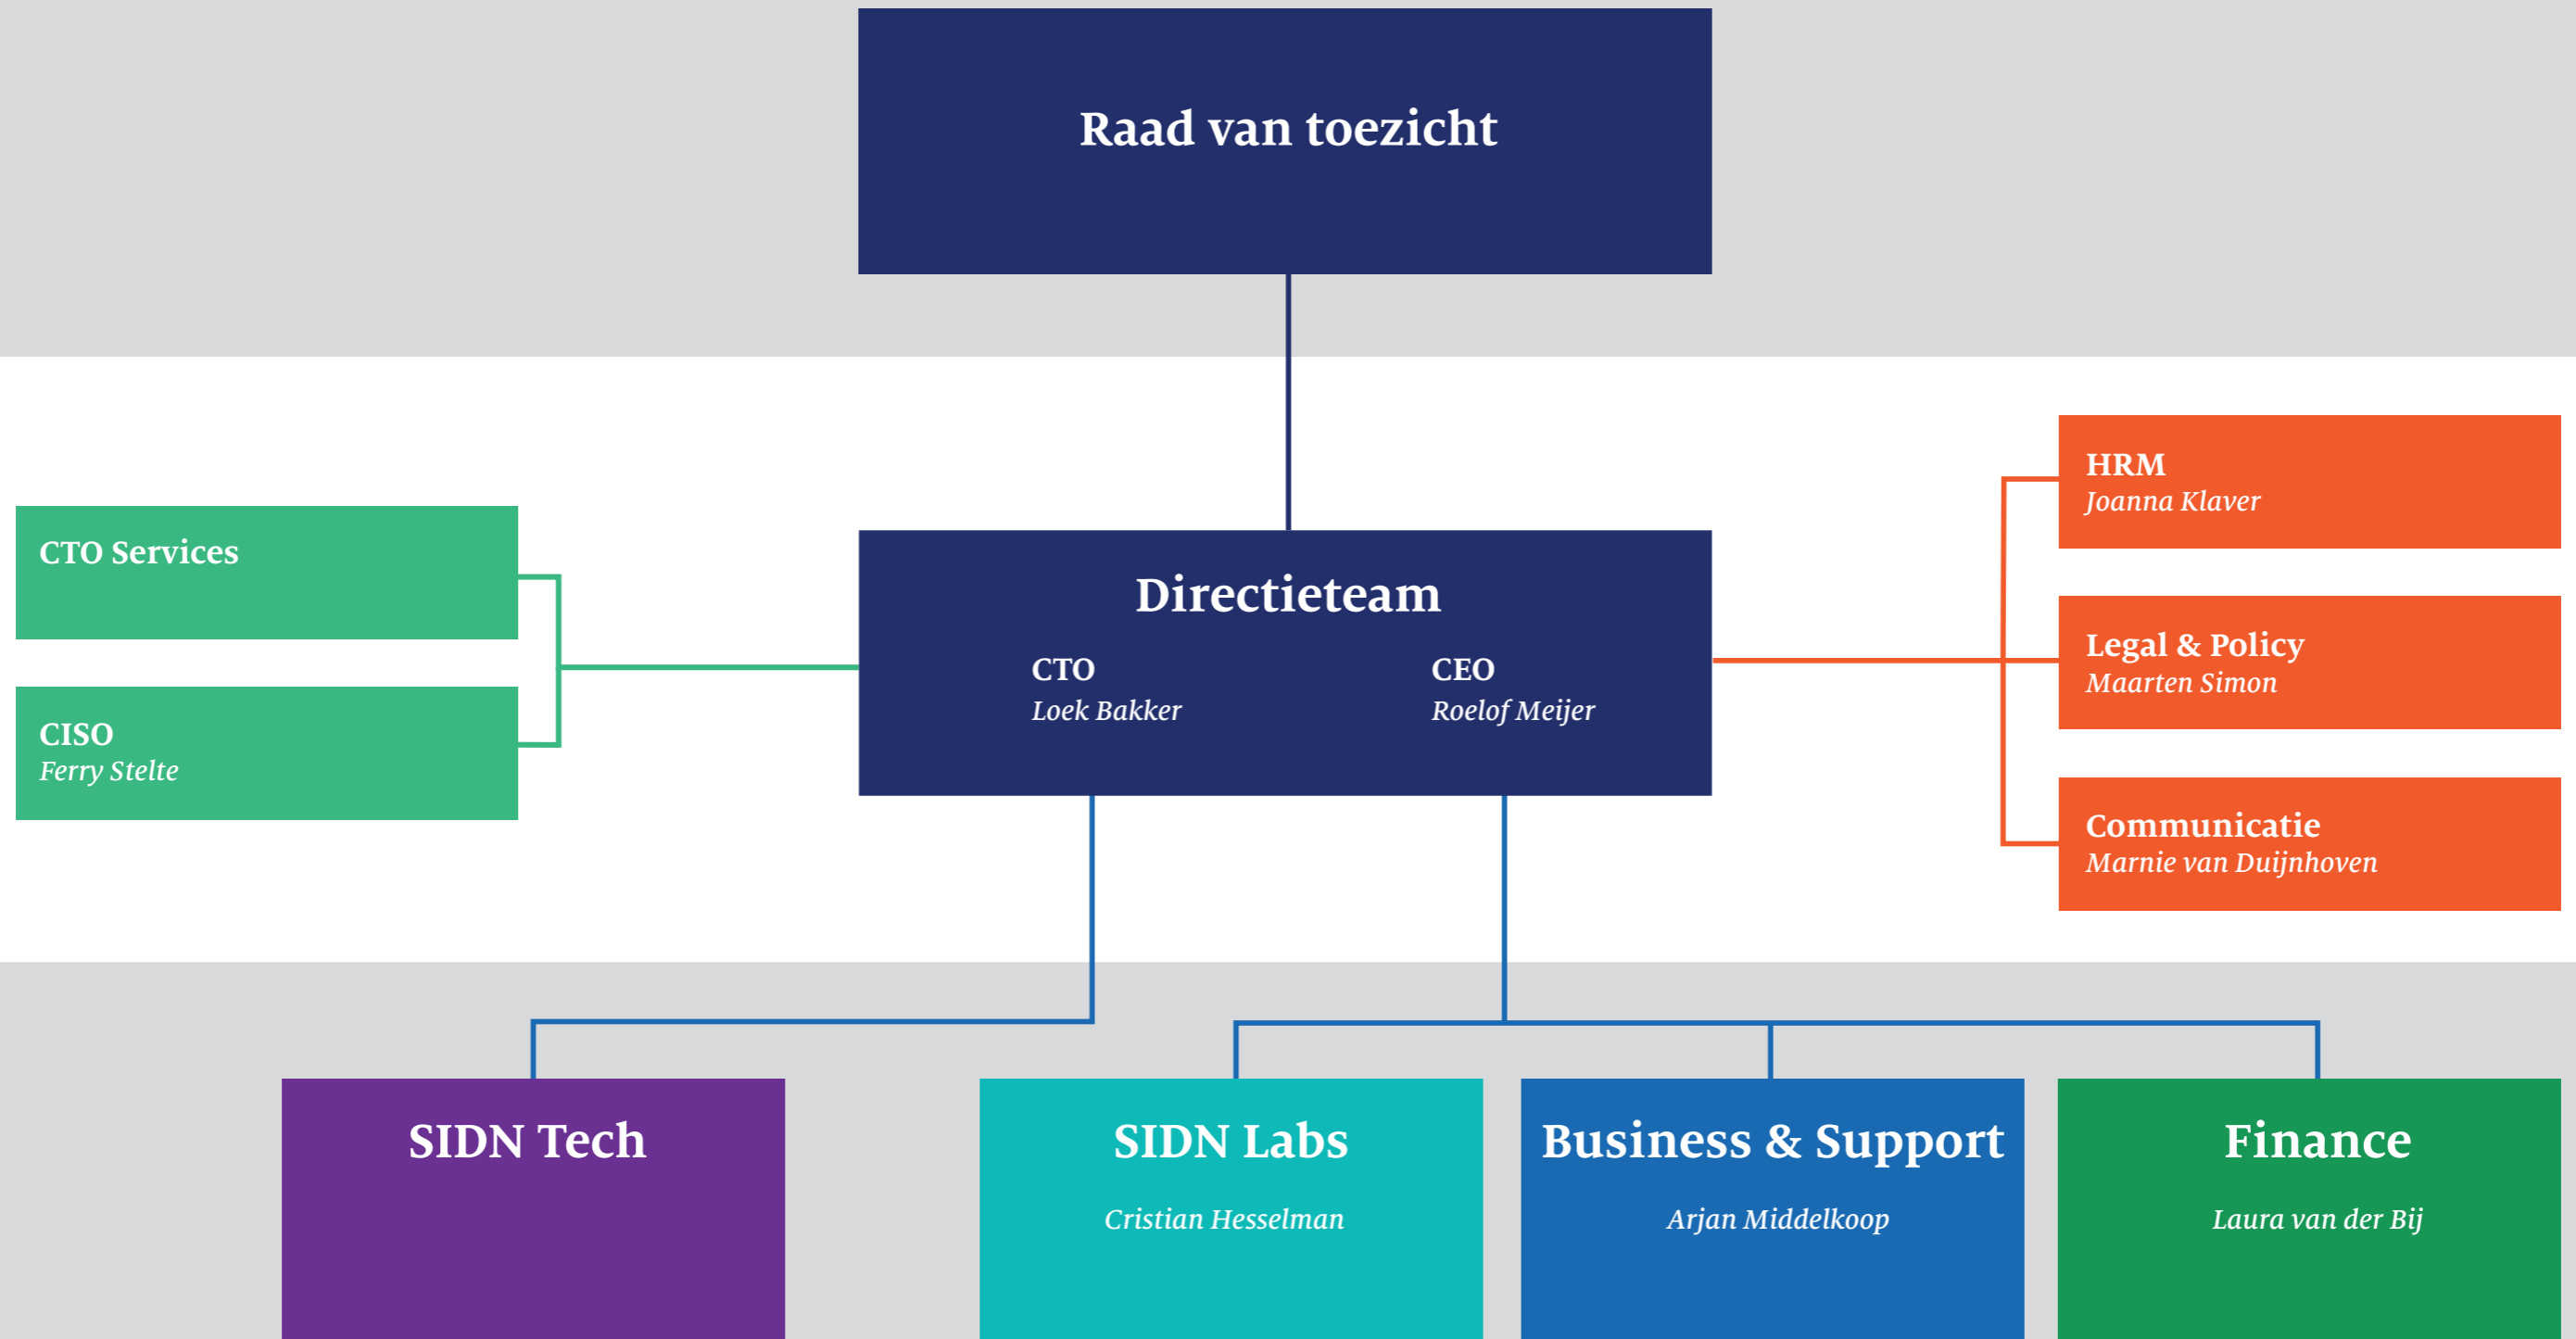 Raad van toezicht
CTO Services
CISO
Ferry Stelte
Directieteam
CTO
Loek Bakker
CEO
Roelof Meijer
HRM
Joanna Klaver
Legal & Policy
Maarten Simon
Communicatie
Marnie van Duijnhoven
SIDN Tech
SIDN Labs
Cristian Hesselman
Business & Support
Arjan Middelkoop
Finance
Laura van der Bij